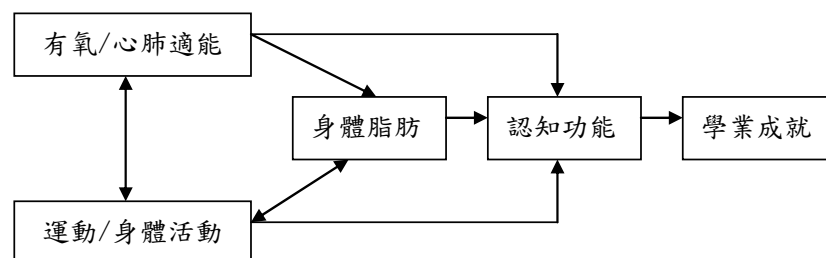 有氧/心肺適能
身體脂肪
認知功能
學業成就
運動/身體活動